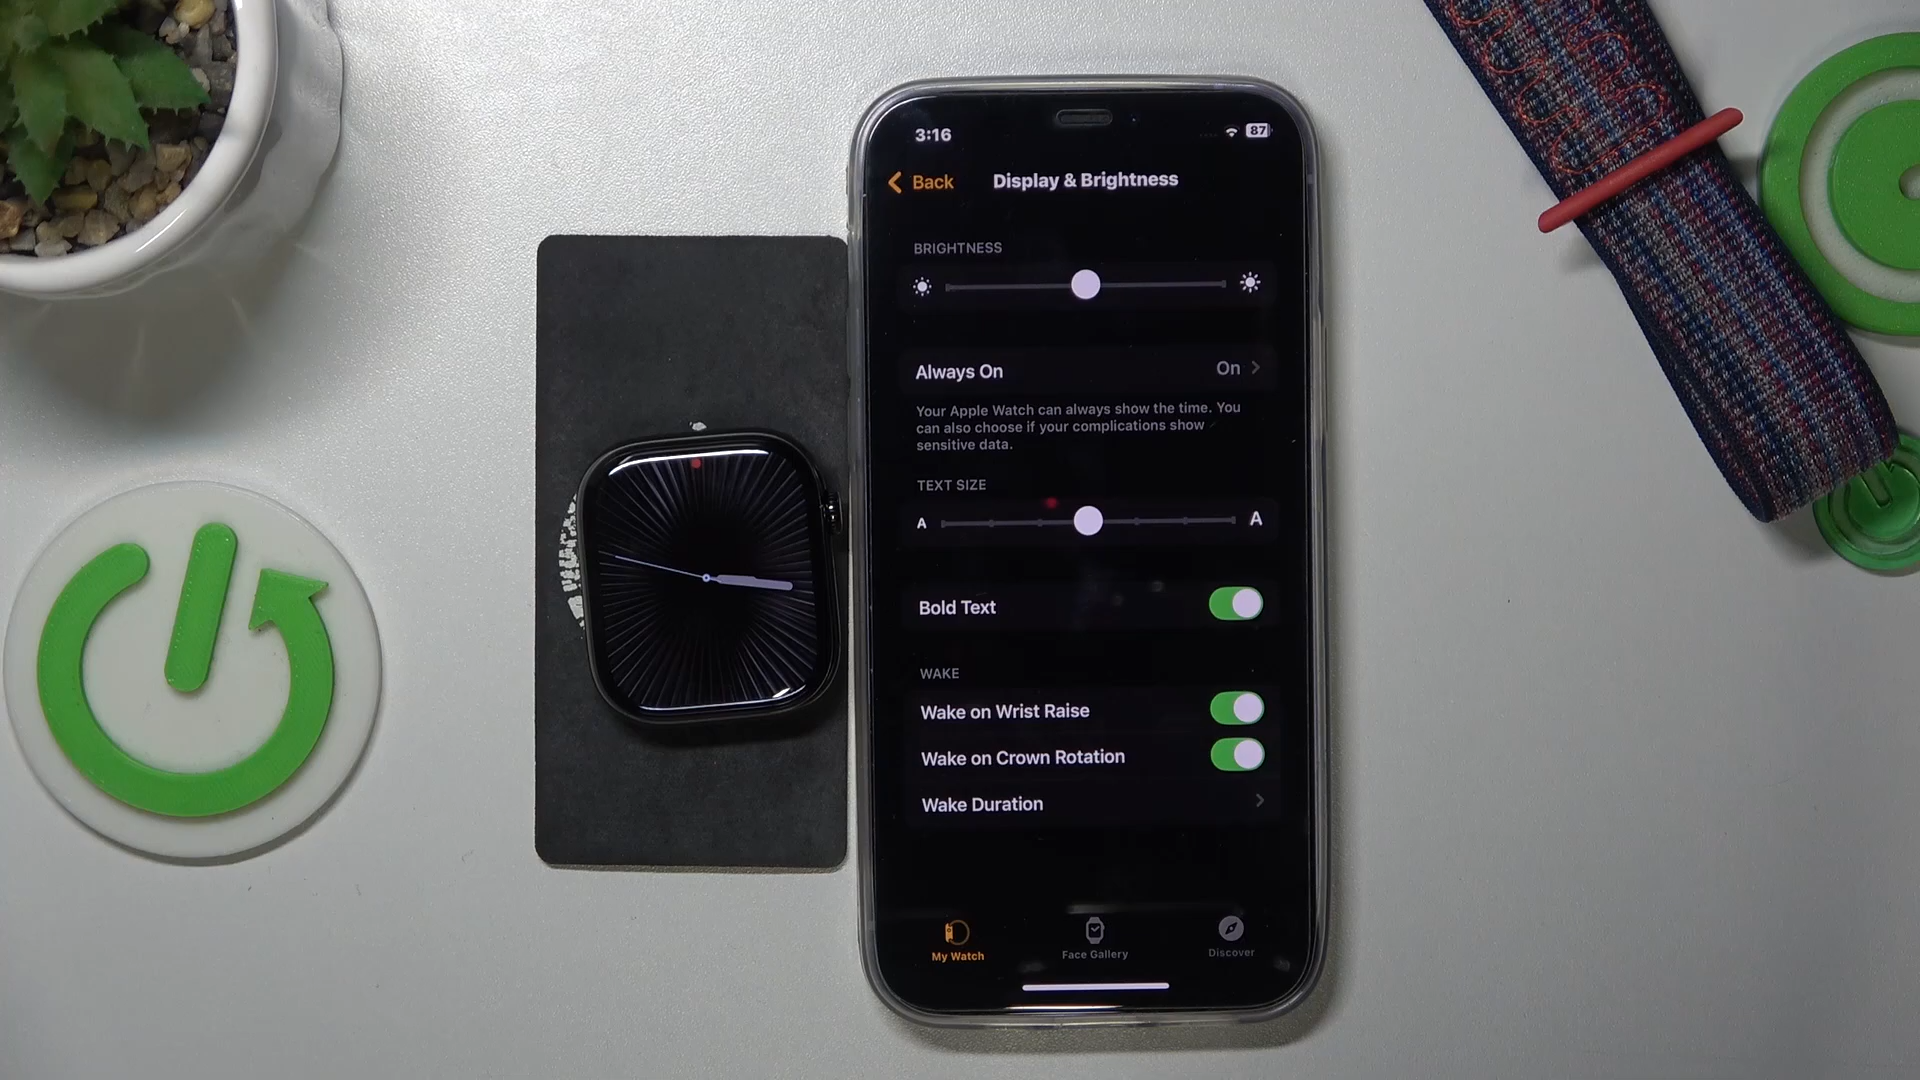 3:16
87
Back
Display & Brightness
BRIGHTNESS
Always On
On
Your Apple Watch can always show the time. You
can also choose if your complications show
sensitive data.
TEXT SIZE
A
A
Bold Text
WAKE
Wake on Wrist Raise
Wake on Crown Rotation
Wake Duration
My Watch
Face Gallery
Discover